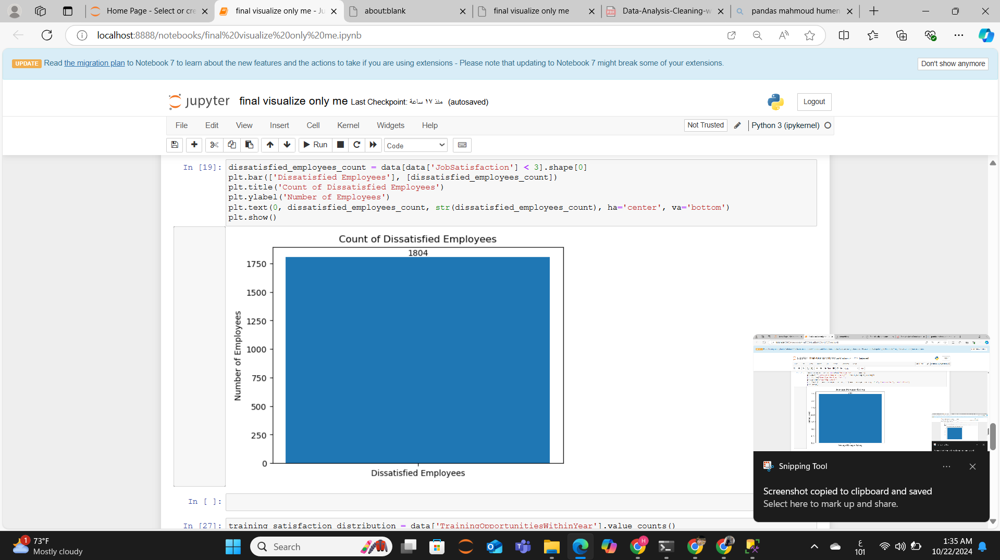 Home Page - Select or cre
final visualize only me - Ju
about:blank
final visualize only me
Data-Analysis-Cleaning-w
pandas mahmoud humen
localhost:8888/notebooks/final%20visualize%20only%20me.ipynb
UPDATE Read the migration plan to Notebook 7 to learn about the new features and the actions to take if you are using extensions - Please note that updating to Notebook 7 might break some of your extensions.
Don't show anymore
jupyter final visualize only me Last Checkpoint: منذ ١٧ ساعة (autosaved)
Logout
File Edit View Insert Cell Kernel Widgets Help
Not Trusted
Python 3 (ipykernel)
Run
Code
In [19]: dissatisfied_employees_count = data[data['JobSatisfaction'] < 3].shape[0]
plt.bar(['Dissatisfied Employees'], [dissatisfied_employees_count])
plt.title('Count of Dissatisfied Employees')
plt.ylabel('Number of Employees')
plt.text(0, dissatisfied_employees_count, str(dissatisfied_employees_count), ha='center', va='bottom')
plt.show()
Count of Dissatisfied Employees
1804
1750
1500
1250
1000
750
500
250
0
Number of Employees
Dissatisfied Employees
Average Manager Rating
Average Manager Rating
Snipping Tool
Screenshot copied to clipboard and saved
Select here to mark up and share.
In [ ]:
In [27]: training_satisfaction_distribution = data['TrainingOpportunitiesWithinYear'].value_counts()
1
73°F
Mostly cloudy
Search
H
ع
101
1:35 AM
10/22/2024